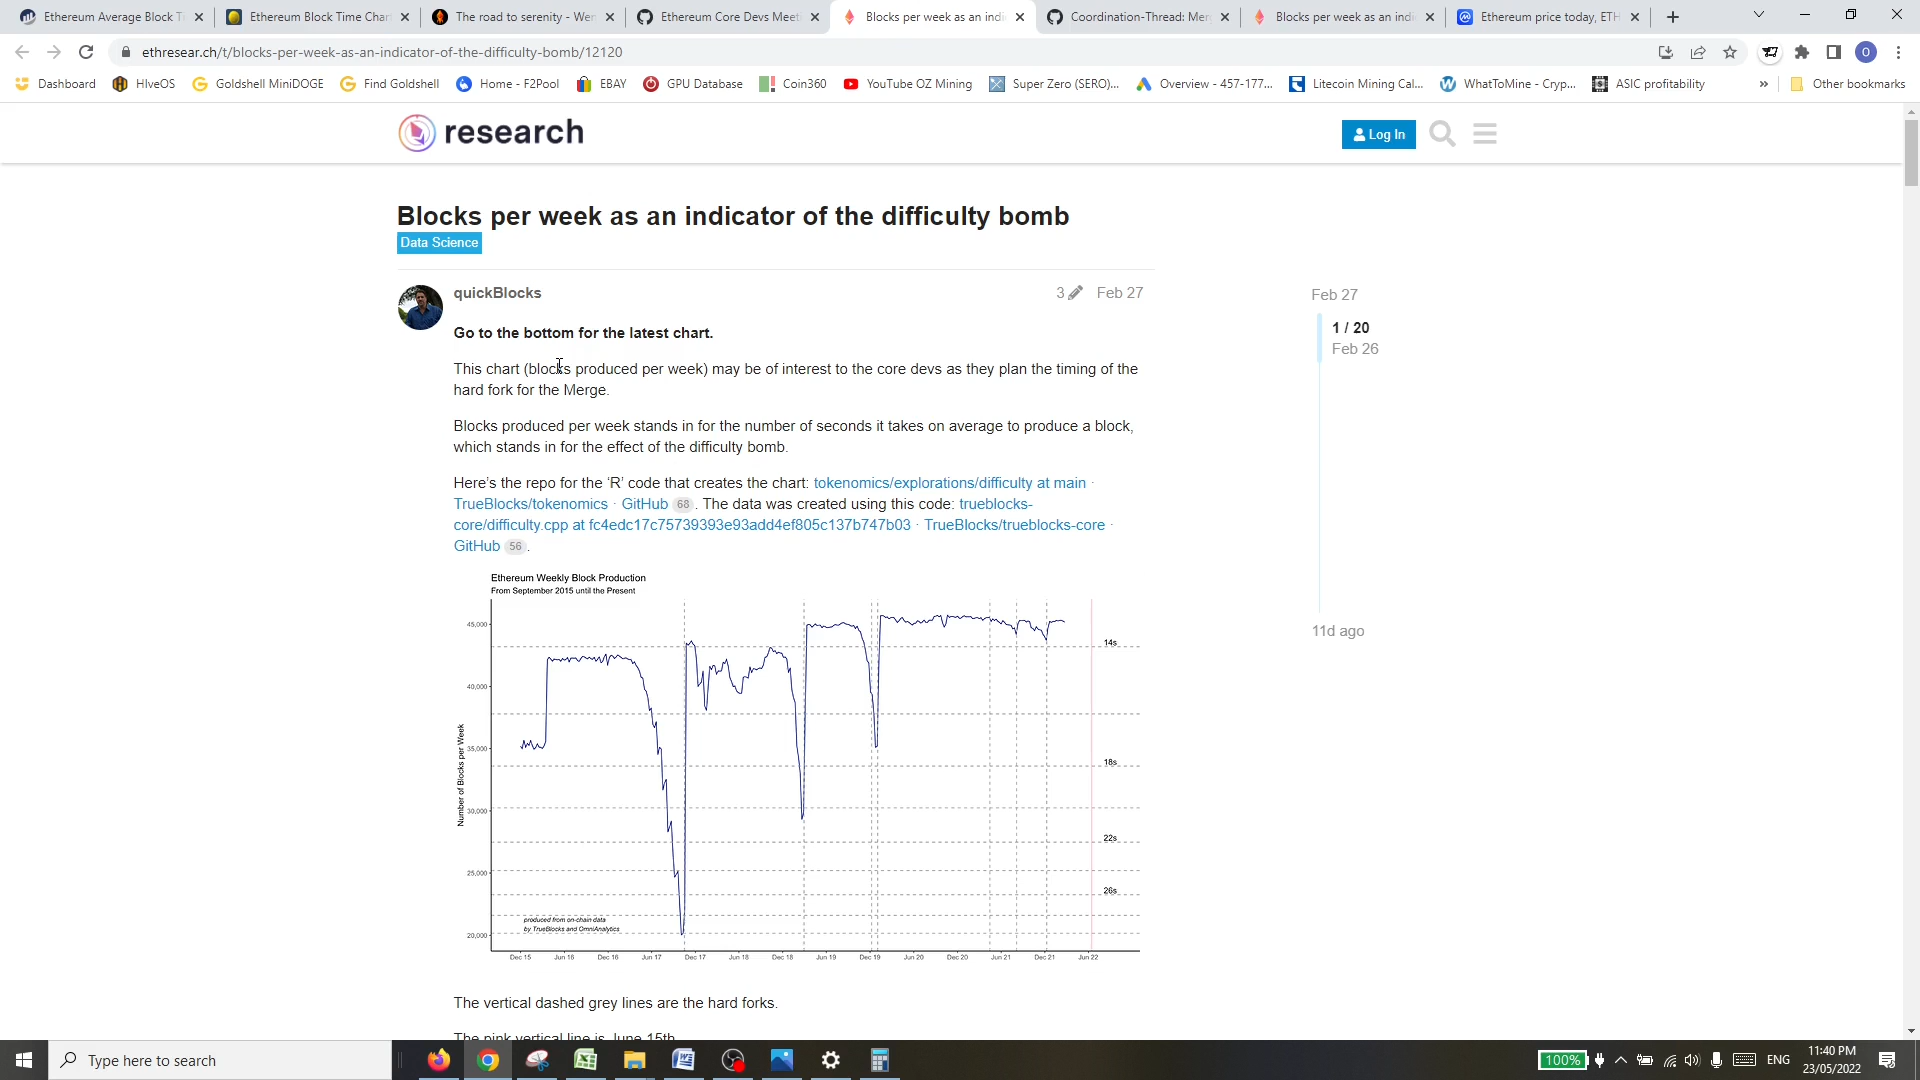 Ethereum Average Block Ti
Ethereum Block Time Char
The road to serenity - Wen
Ethereum Core Devs Meeti
Blocks per week as an indi
Coordination-Thread: Mer
Blocks per week as an indi
Ethereum price today, ETH
ethresear.ch/t/blocks-per-week-as-an-indicator-of-the-difficulty-bomb/12120
O
Dashboard
HIveOS
Goldshell MiniDOGE
Find Goldshell
Home - F2Pool
EBAY
GPU Database
Coin360
YouTube OZ Mining
Super Zero (SERO)...
Overview - 457-177...
Litecoin Mining Cal...
WhatToMine - Cryp...
ASIC profitability
»
Other bookmarks
research
Log In
Blocks per week as an indicator of the difficulty bomb
Data Science
quickBlocks
3
Feb 27
Go to the bottom for the latest chart.
This chart (blocks produced per week) may be of interest to the core devs as they plan the timing of the
hard fork for the Merge.
Blocks produced per week stands in for the number of seconds it takes on average to produce a block,
which stands in for the effect of the difficulty bomb.
Here's the repo for the 'R' code that creates the chart: tokenomics/explorations/difficulty at main ·
TrueBlocks/tokenomics · GitHub 68 . The data was created using this code: trueblocks-
core/difficulty.cpp at fc4edc17c75739393e93add4ef805c137b747b03 · TrueBlocks/trueblocks-core ·
GitHub 56 .
Feb 27
1 / 20
Feb 26
11d ago
Ethereum Weekly Block Production
From September 2015 until the Present
Number of Blocks per Week
45,000
40,000
35,000
30,000
25,000
20,000
14s
18s
22s
26s
produced from on-chain data
by TrueBlocks and OmniAnalytics
Dec 15
Jun 16
Dec 16
Jun 17
Dec 17
Jun 18
Dec 18
Jun 19
Dec 19
Jun 20
Dec 20
Jun 21
Dec 21
Jun 22
The vertical dashed grey lines are the hard forks.
The pink vertical line is June 15th
Type here to search
100%
ENG
11:40 PM
23/05/2022